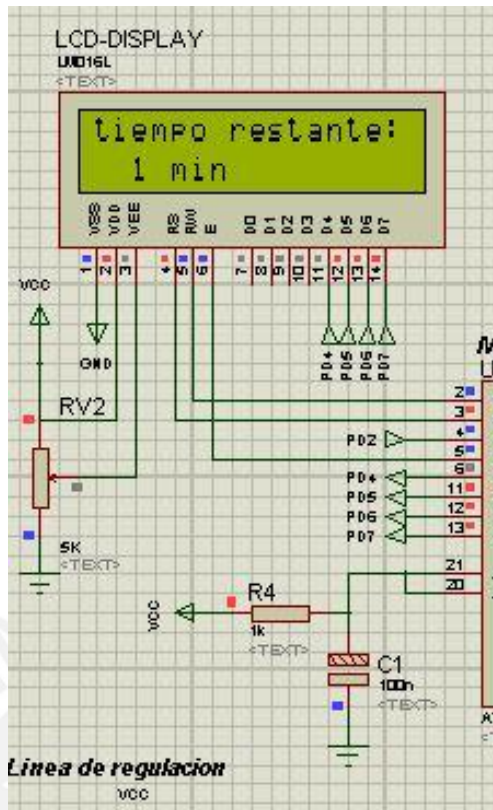 LCD-DISPLAY
LM016L
<TEXT>
tiempo restante:
1 min
VSS
VDD
VEE
RS
RW
E
D0
D1
D2
D3
D4
D5
D6
D7
1
2
3
4
5
6
7
8
9
10
11
12
13
14
VCC
GND
PD4
PD5
PD6
PD7
RV2
5K
<TEXT>
2
3
PD2
4
5
6
PD4
11
PD5
12
PD6
13
PD7
21
20
VCC
R4
1k
<TEXT>
C1
100n
<TEXT>
Linea de regulacion
VCC